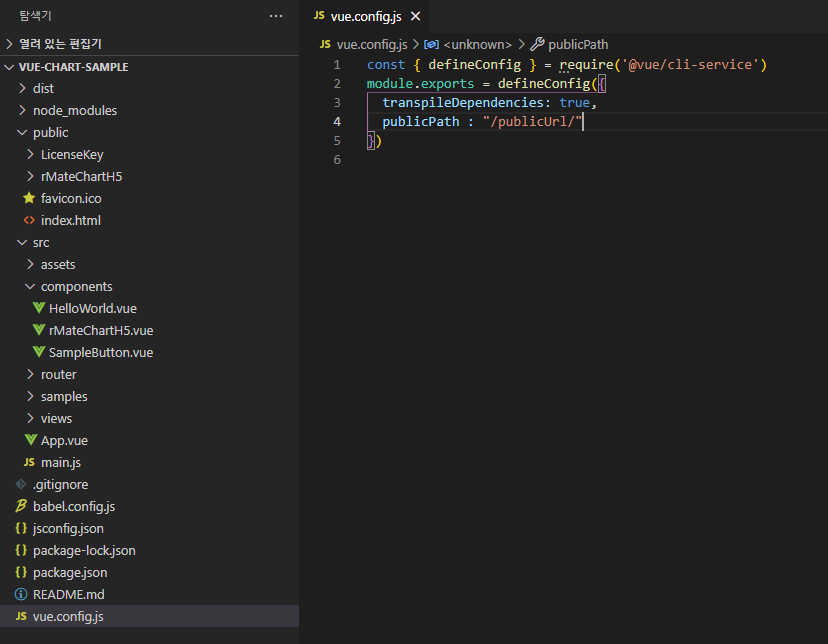 탐색기
···
열려 있는 편집기
VUE-CHART-SAMPLE
dist
node_modules
public
LicenseKey
rMateChartH5
favicon.ico
<> index.html
src
assets
components
HelloWorld.vue
rMateChartH5.vue
SampleButton.vue
router
samples
views
App.vue
JS main.js
.gitignore
babel.config.js
{} jsconfig.json
{} package-lock.json
{} package.json
README.md
JS vue.config.js
JS vue.config.js ×
JS vue.config.js > <unknown> > publicPath
1 const { defineConfig } = require('@vue/cli-service')
2 module.exports = defineConfig({
3 transpileDependencies: true,
4 publicPath : "/publicUrl/"
5 })
6